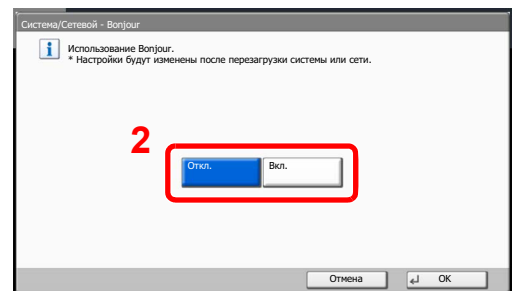 Система/Сетевой - Bonjour
Использование Bonjour.
* Настройки будут изменены после перезагрузки системы или сети.
2
Откл. Вкл.
Отмена OK